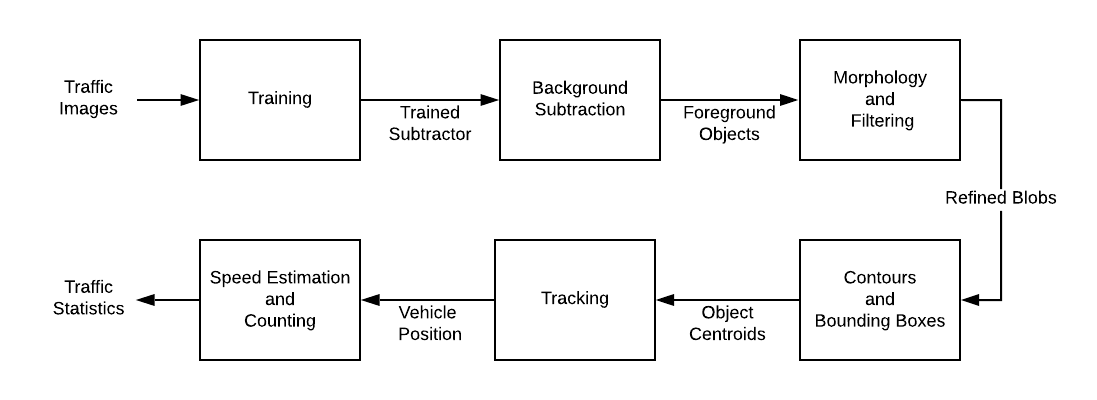 Traffic
Images
Training
Trained
Subtractor
Background
Subtraction
Foreground
Objects
Morphology
and
Filtering
Refined Blobs
Contours
and
Bounding Boxes
Object
Centroids
Tracking
Vehicle
Position
Speed Estimation
and
Counting
Traffic
Statistics